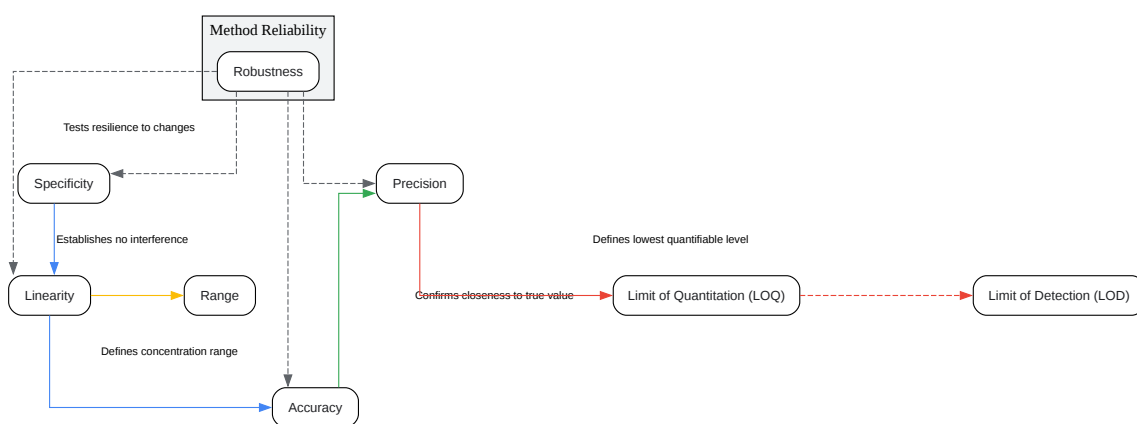 Method Reliability
Robustness
Tests resilience to changes
Specificity
Precision
Establishes no interference
Defines lowest quantifiable level
Linearity
Range
Confirms closeness to true value
Limit of Quantitation (LOQ)
Limit of Detection (LOD)
Defines concentration range
Accuracy